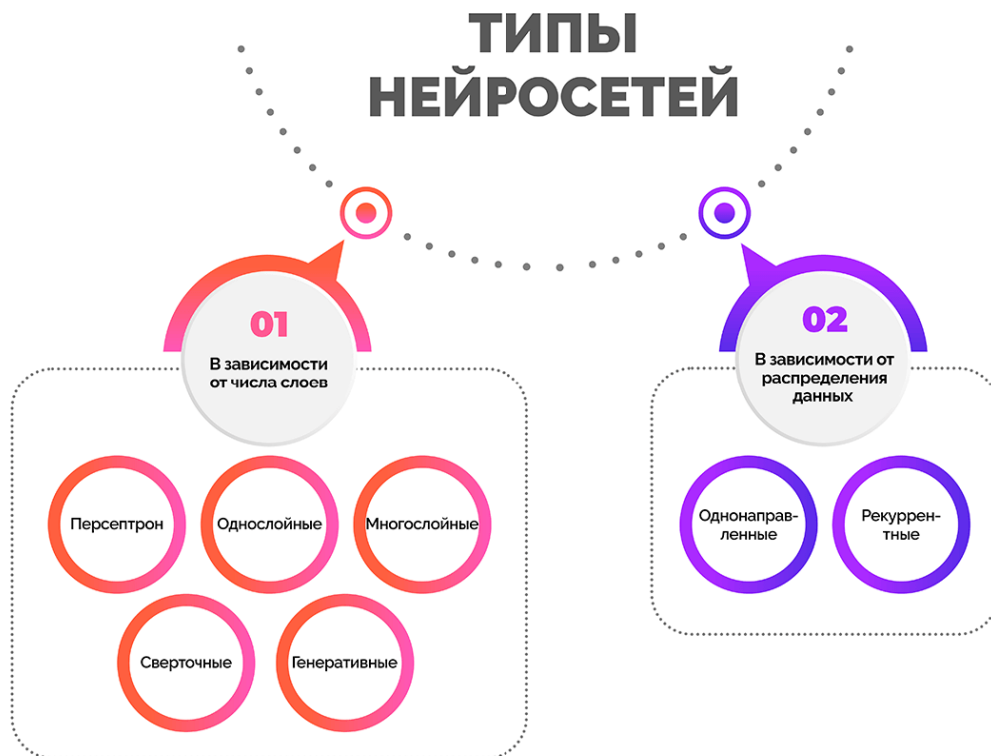 ТИПЫ
НЕЙРОСЕТЕЙ
01
В зависимости
от числа слоев
Персептрон
Однослойные
Многослойные
Сверточные
Генеративные
02
В зависимости от
распределения
данных
Однонаправ-
ленные
Рекуррен-
тные